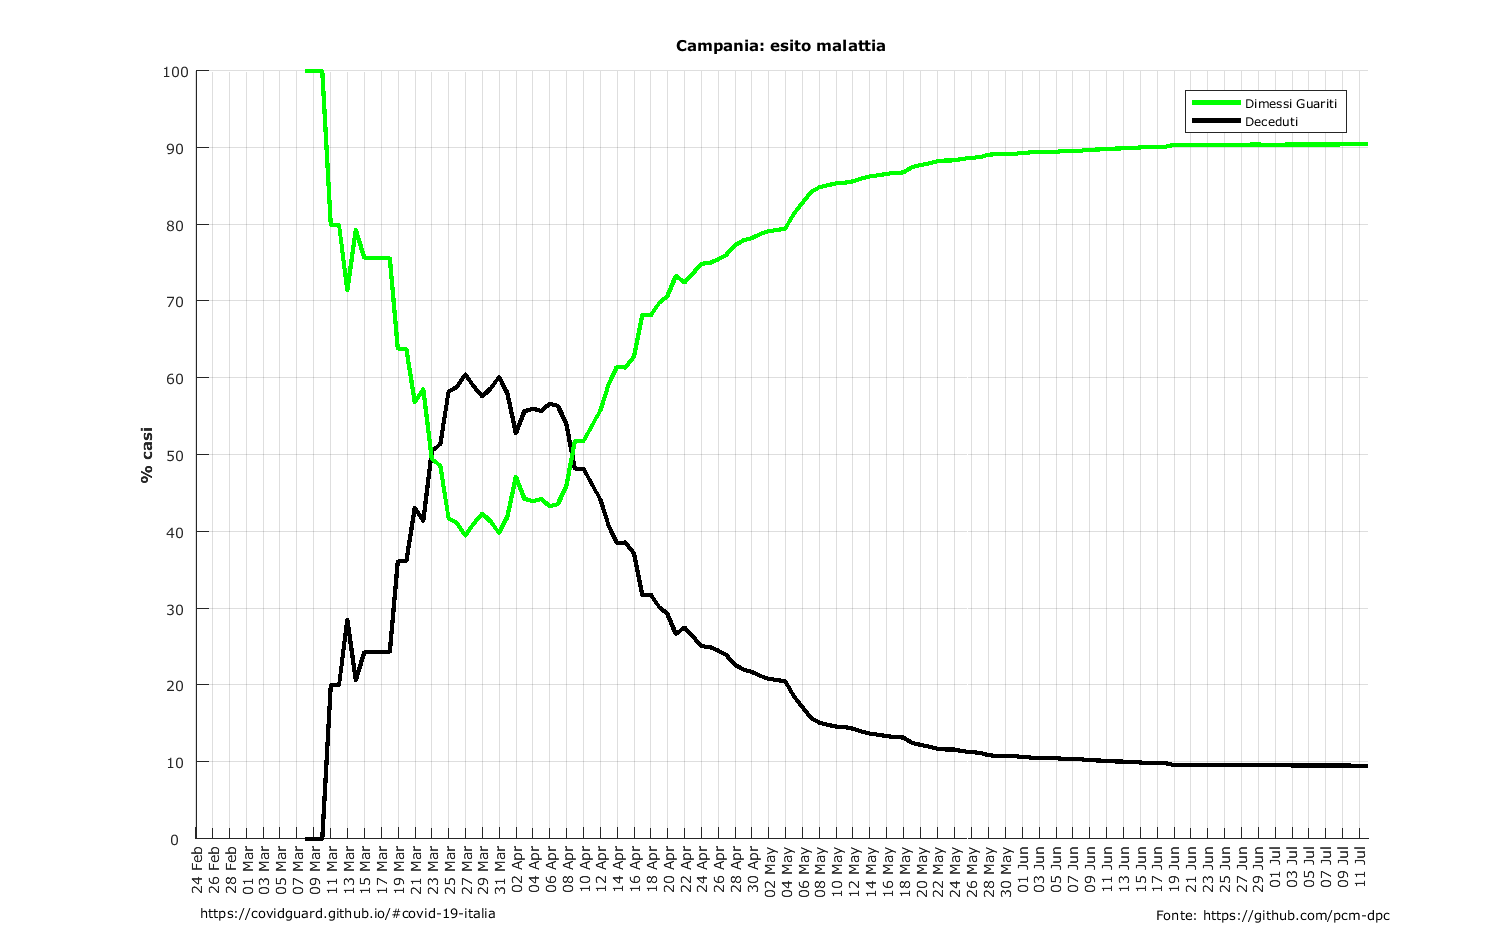 Campania: esito malattia
100
90
80
70
60
50
40
30
20
10
0
% casi
Dimessi Guariti
Deceduti
24 Feb
26 Feb
28 Feb
01 Mar
03 Mar
05 Mar
07 Mar
09 Mar
11 Mar
13 Mar
15 Mar
17 Mar
19 Mar
21 Mar
23 Mar
25 Mar
27 Mar
29 Mar
31 Mar
02 Apr
04 Apr
06 Apr
08 Apr
10 Apr
12 Apr
14 Apr
16 Apr
18 Apr
20 Apr
22 Apr
24 Apr
26 Apr
28 Apr
30 Apr
02 May
04 May
06 May
08 May
10 May
12 May
14 May
16 May
18 May
20 May
22 May
24 May
26 May
28 May
30 May
01 Jun
03 Jun
05 Jun
07 Jun
09 Jun
11 Jun
13 Jun
15 Jun
17 Jun
19 Jun
21 Jun
23 Jun
25 Jun
27 Jun
29 Jun
01 Jul
03 Jul
05 Jul
07 Jul
09 Jul
11 Jul
https://covidguard.github.io/#covid-19-italia
Fonte: https://github.com/pcm-dpc